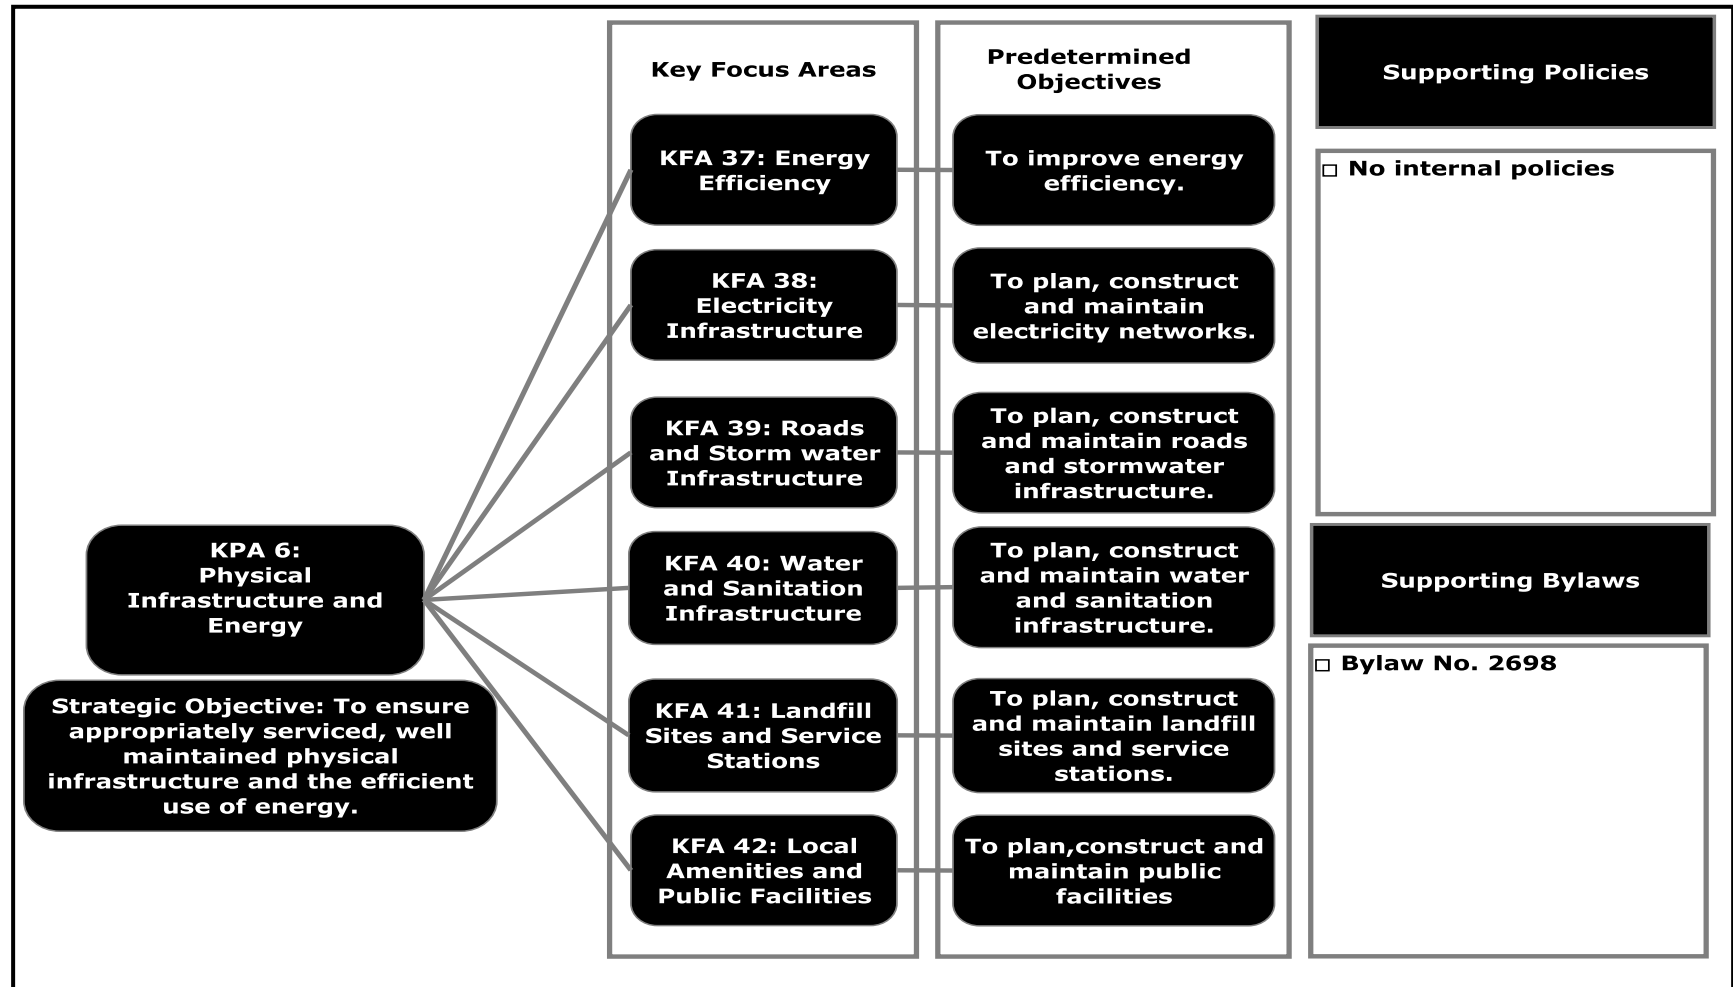 KPA 6:
Physical
Infrastructure and
Energy
Strategic Objective: To ensure
appropriately serviced, well
maintained physical
infrastructure and the efficient
use of energy.
Key Focus Areas
KFA 37: Energy
Efficiency
KFA 38:
Electricity
Infrastructure
KFA 39: Roads
and Storm water
Infrastructure
KFA 40: Water
and Sanitation
Infrastructure
KFA 41: Landfill
Sites and Service
Stations
KFA 42: Local
Amenities and
Public Facilities
Predetermined
Objectives
To improve energy
efficiency.
To plan, construct
and maintain
electricity networks.
To plan, construct
and maintain roads
and stormwater
infrastructure.
To plan, construct
and maintain water
and sanitation
infrastructure.
To plan, construct
and maintain landfill
sites and service
stations.
To plan,construct and
maintain public
facilities
Supporting Policies
□ No internal policies
Supporting Bylaws
□ Bylaw No. 2698